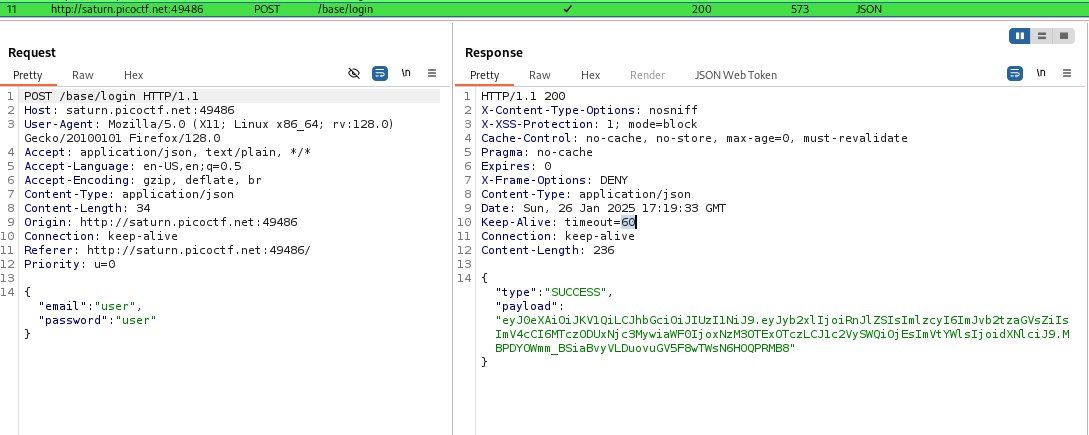 11 http://saturn.picoctf.net:49486 POST /base/login ✓ 200 573 JSON
Request
Pretty Raw Hex
\n
1 POST /base/login HTTP/1.1
2 Host: saturn.picoctf.net:49486
3 User-Agent: Mozilla/5.0 (X11; Linux x86_64; rv:128.0)
Gecko/20100101 Firefox/128.0
4 Accept: application/json, text/plain, */*
5 Accept-Language: en-US,en;q=0.5
6 Accept-Encoding: gzip, deflate, br
7 Content-Type: application/json
8 Content-Length: 34
9 Origin: http://saturn.picoctf.net:49486
10 Connection: keep-alive
11 Referer: http://saturn.picoctf.net:49486/
12 Priority: u=0
13
14 {
"email":"user",
"password":"user"
}
Response
Pretty Raw Hex Render JSON Web Token
\n
1 HTTP/1.1 200
2 X-Content-Type-Options: nosniff
3 X-XSS-Protection: 1; mode=block
4 Cache-Control: no-cache, no-store, max-age=0, must-revalidate
5 Pragma: no-cache
6 Expires: 0
7 X-Frame-Options: DENY
8 Content-Type: application/json
9 Date: Sun, 26 Jan 2025 17:19:33 GMT
10 Keep-Alive: timeout=60
11 Connection: keep-alive
12 Content-Length: 236
13
14 {
"type":"SUCCESS",
"payload":
"eyJ0eXAiOiJKV1QiLCJhbGciOiJIUzI1NiJ9.eyJyb2xlIjoiRnJlZSIsImlzcyI6ImJvb2tzaGVsZiIs
ImV4cCI6MTczODUxNjc3MywiaWF0IjoxNzM3OTExOTczLCJ1c2VySWQiOjEsImVtYWlsIjoidXNlciJ9.M
BPDYOWmm_BSiaBvyVLDuovuGV5F8wTWsN6HOQPRMB8"
}